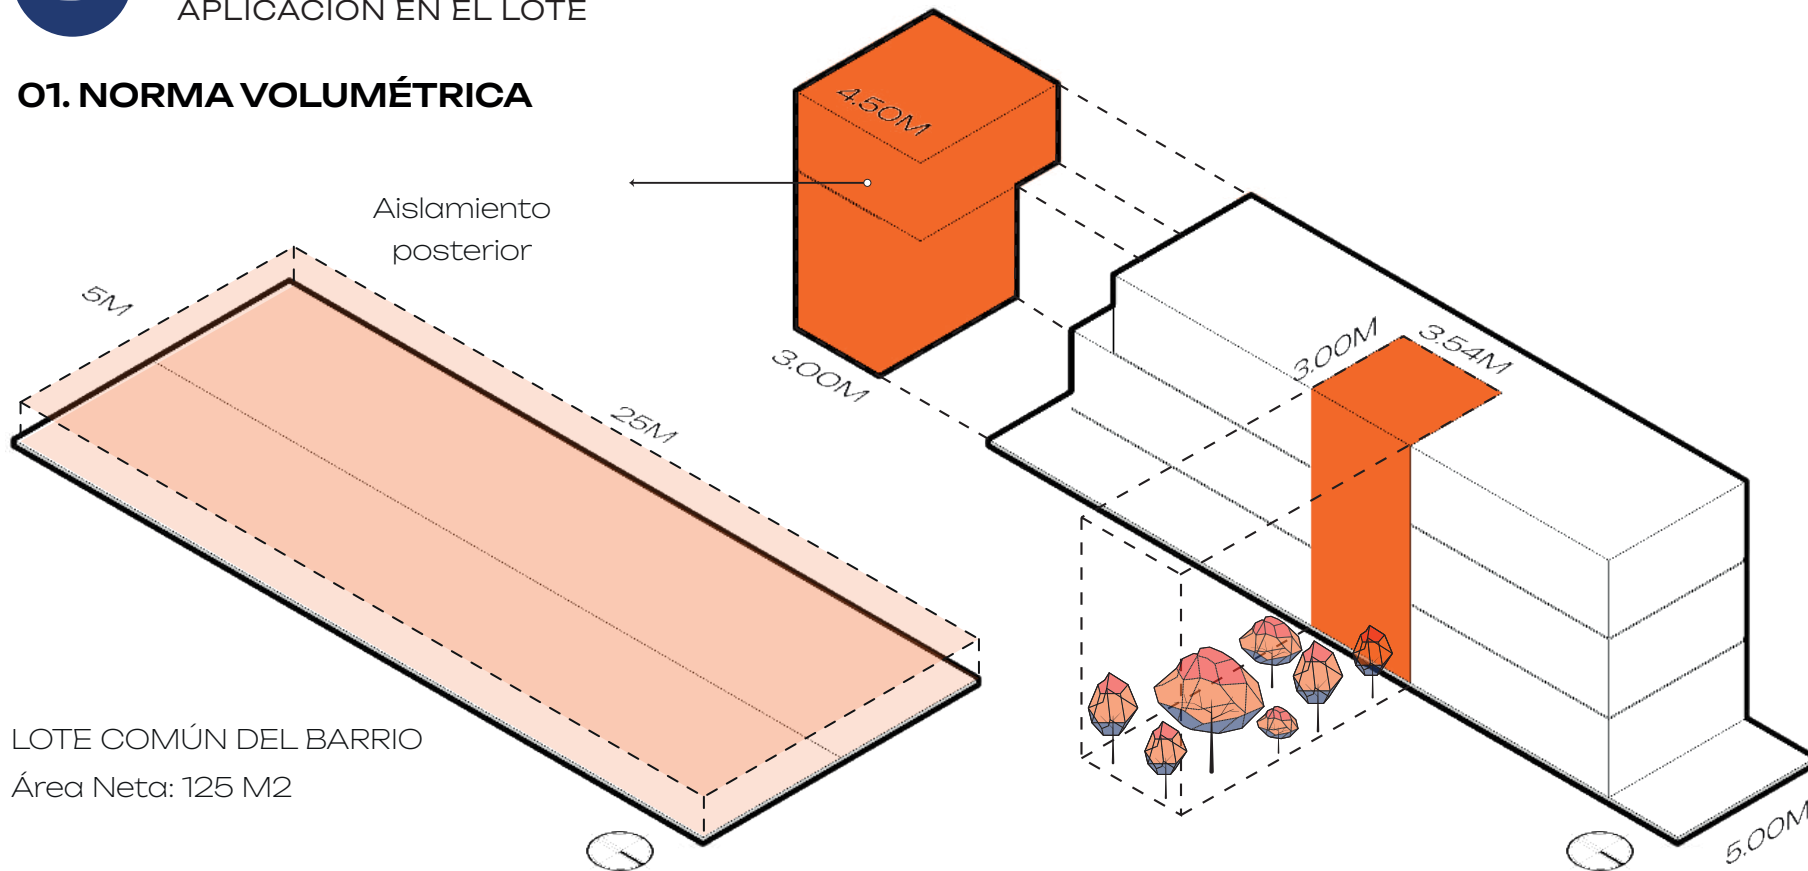 APLICACIÓN EN EL LOTE
01. NORMA VOLUMÉTRICA
4.50M
Aislamiento
posterior
5M
3.00M
25M
3.00M
3.54M
LOTE COMÚN DEL BARRIO
Área Neta: 125 M2
5.00M